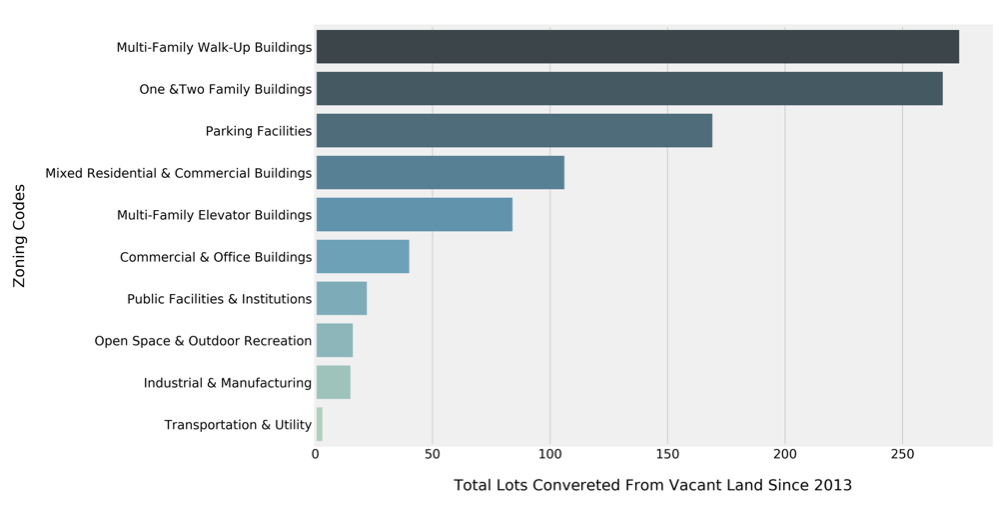 Multi-Family Walk-Up Buildings
One &Two Family Buildings
Parking Facilities
Mixed Residential & Commercial Buildings
Multi-Family Elevator Buildings
Commercial & Office Buildings
Public Facilities & Institutions
Open Space & Outdoor Recreation
Industrial & Manufacturing
Transportation & Utility
Zoning Codes
0 50 100 150 200 250
Total Lots Convereted From Vacant Land Since 2013